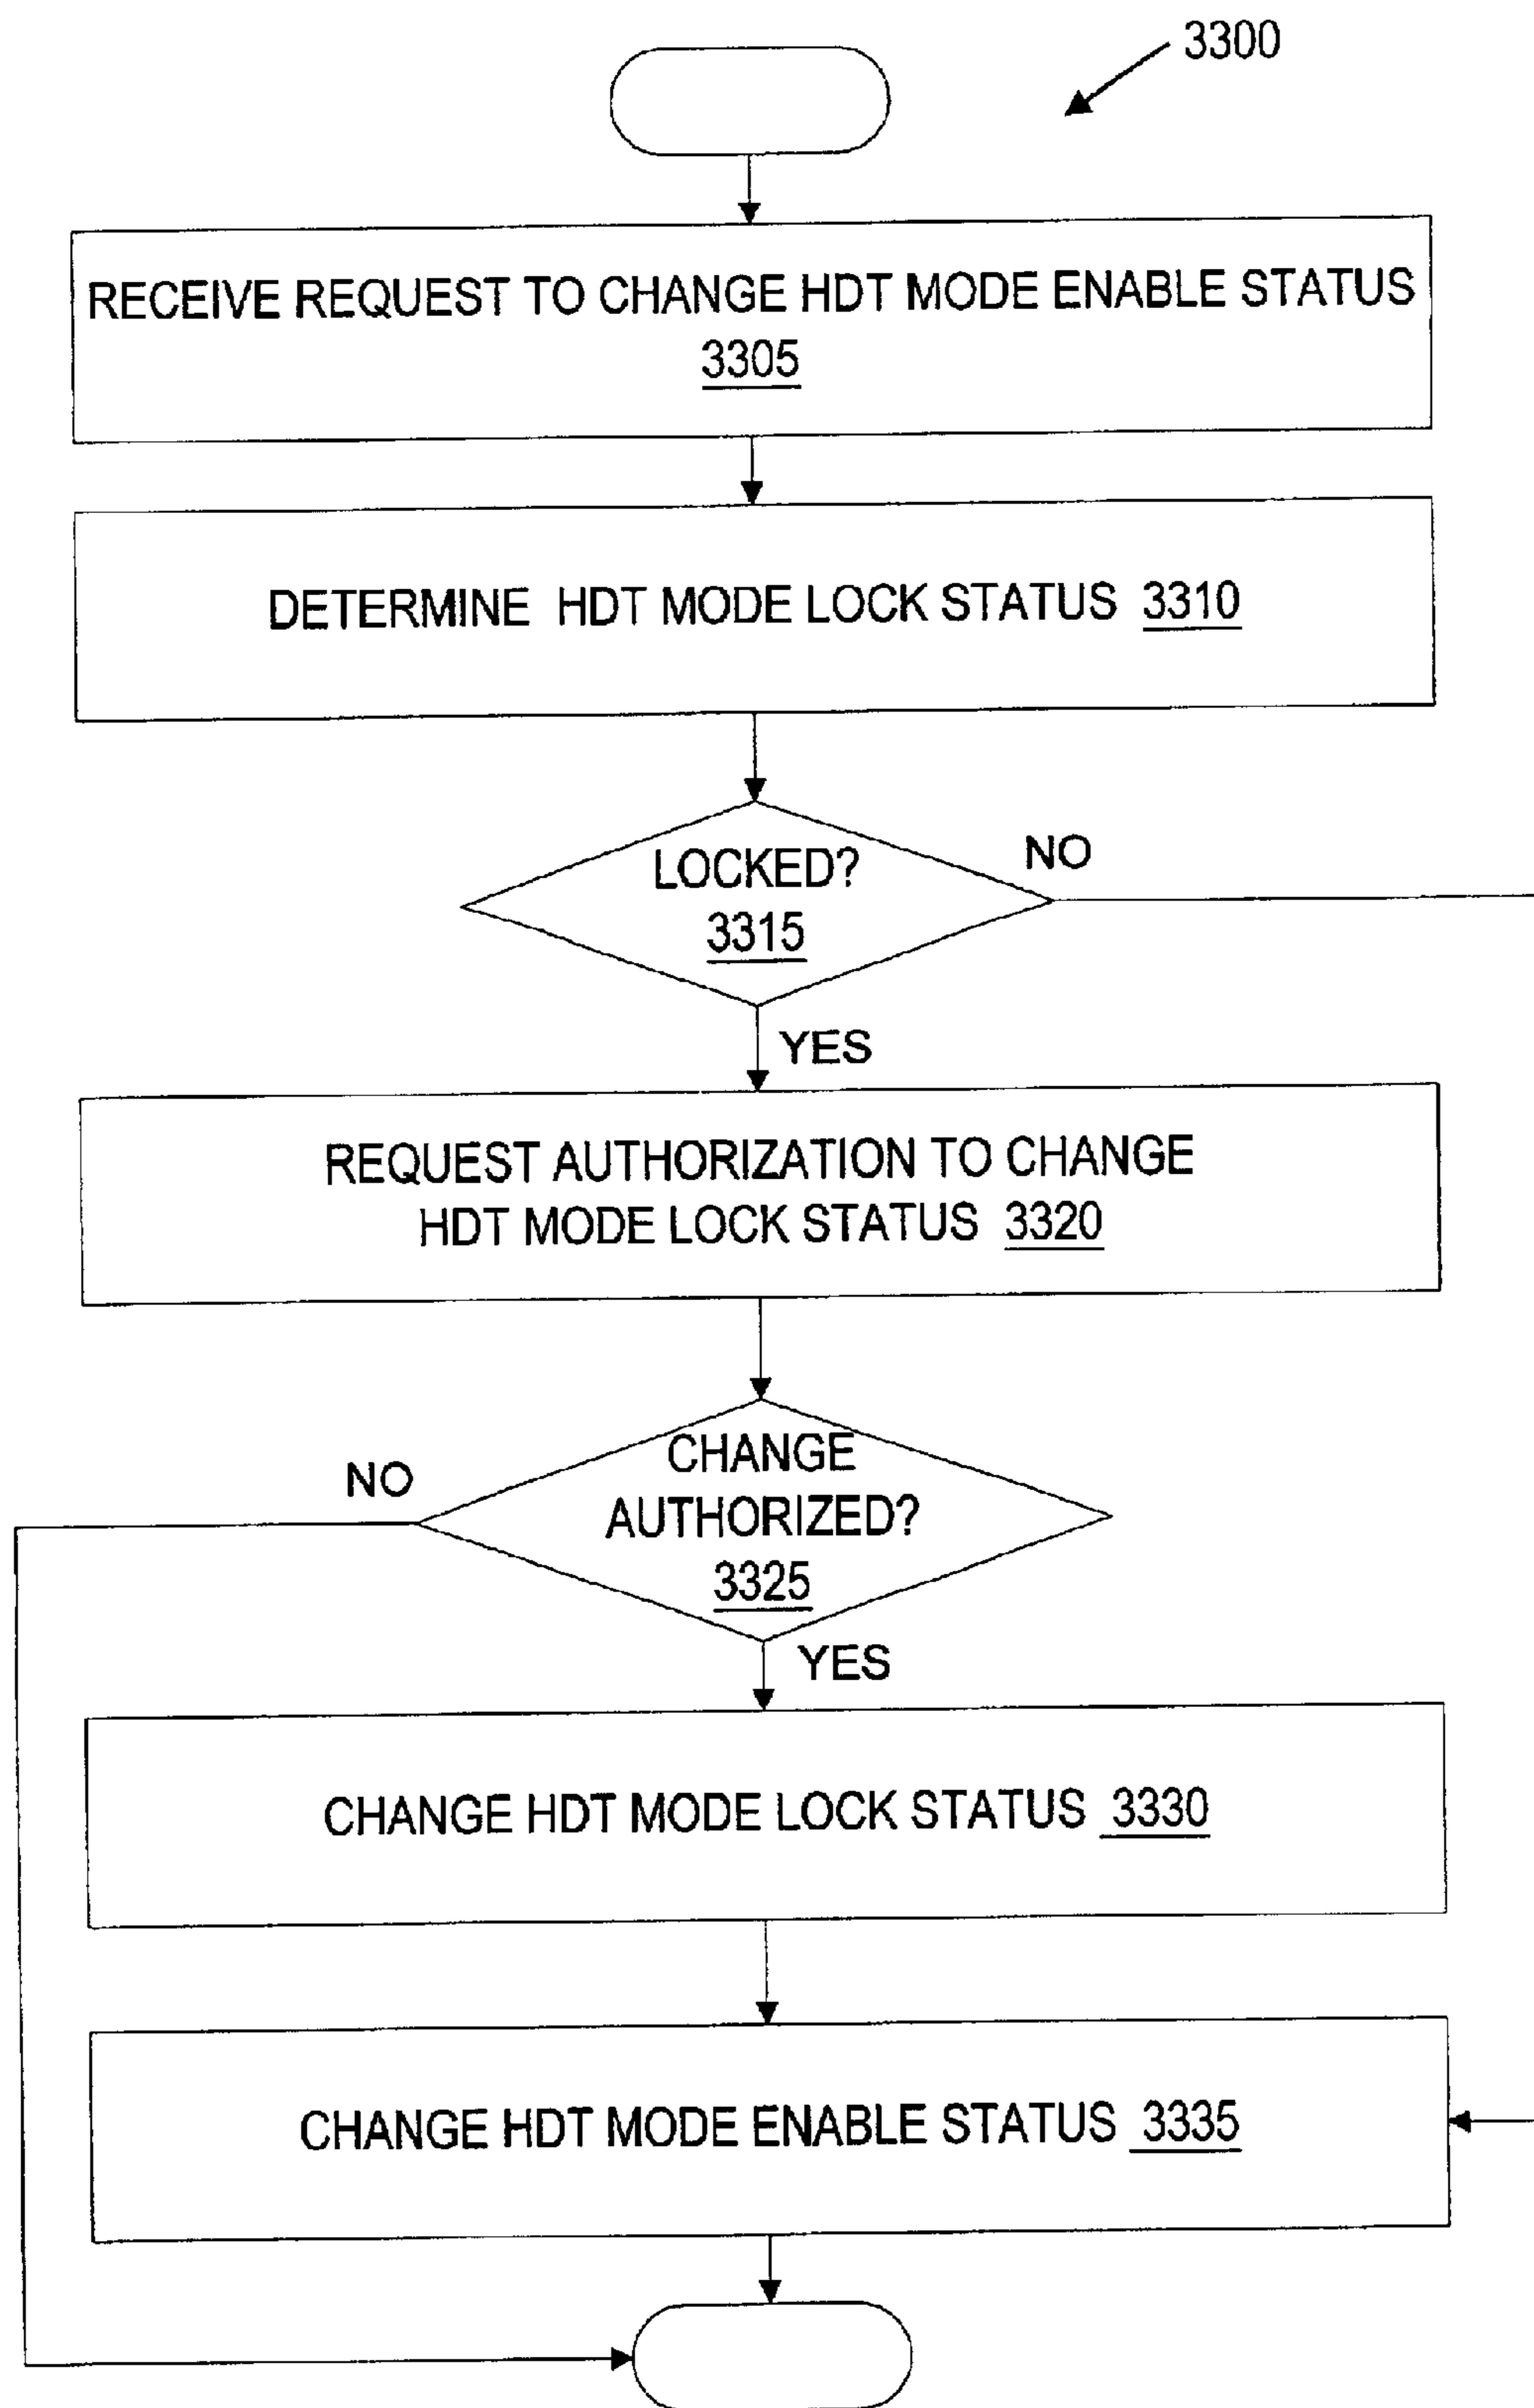 3300
RECEIVE REQUEST TO CHANGE HDT MODE ENABLE STATUS
3305
DETERMINE HDT MODE LOCK STATUS 3310
LOCKED?
3315
NO
YES
REQUEST AUTHORIZATION TO CHANGE
HDT MODE LOCK STATUS 3320
CHANGE
AUTHORIZED?
3325
NO
YES
CHANGE HDT MODE LOCK STATUS 3330
CHANGE HDT MODE ENABLE STATUS 3335